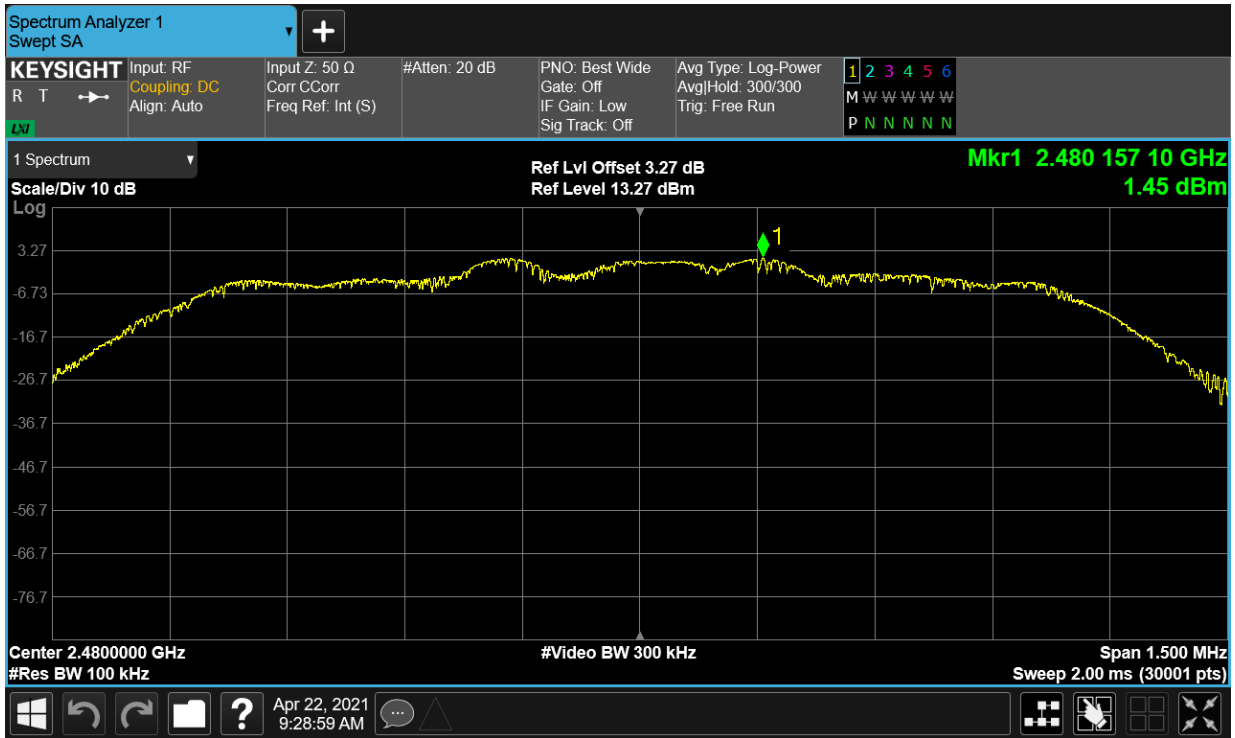 Spectrum Analyzer 1
Swept SA
KEYSIGHT
R T
LXI
Input: RF
Coupling: DC
Align: Auto
Input Z: 50 Ω
Corr CCorr
Freq Ref: Int (S)
#Atten: 20 dB
PNO: Best Wide
Gate: Off
IF Gain: Low
Sig Track: Off
Avg Type: Log-Power
Avg|Hold: 300/300
Trig: Free Run
1 2 3 4 5 6
M W W W W W
P N N N N N
1 Spectrum
Scale/Div 10 dB
Log
Ref Lvl Offset 3.27 dB
Ref Level 13.27 dBm
Mkr1 2.480 157 10 GHz
1.45 dBm
1
3.27
-6.73
-16.7
-26.7
-36.7
-46.7
-56.7
-66.7
-76.7
Center 2.4800000 GHz
#Res BW 100 kHz
#Video BW 300 kHz
Span 1.500 MHz
Sweep 2.00 ms (30001 pts)
?
Apr 22, 2021
9:28:59 AM